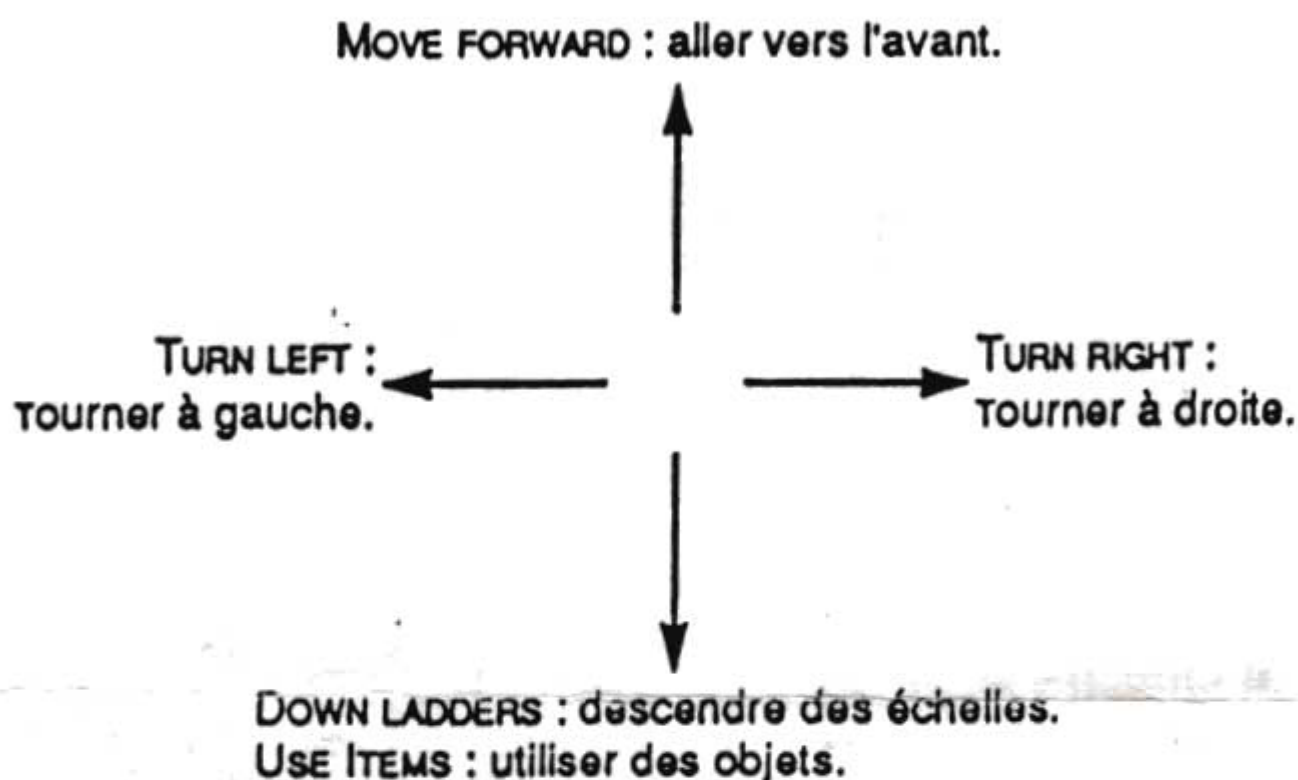 MOVE FORWARD : aller vers l'avant.
TURN LEFT :
Tourner à gauche.
TURN RIGHT :
Tourner à droite.
DOWN LADDERS : descendre des échelles.
USE ITEMS : utiliser des objets.